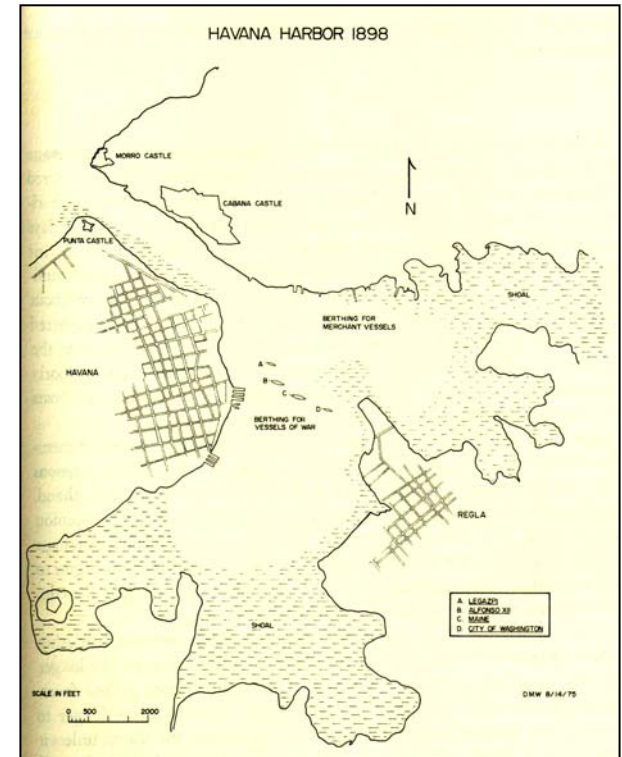 HAVANA HARBOR 1898
MORRO CASTLE
CABANA CASTLE
N
PUNTA CASTLE
SHOAL
BERTHING FOR
MERCHANT VESSELS
HAVANA
A
B
C
D
BERTHING FOR
VESSELS OF WAR
REGLA
A. LEGAZPI
B. ALFONSO XII
C. MAINE
D. CITY OF WASHINGTON
SHOAL
SCALE IN FEET
0 500 2000
DMW 8/14/75